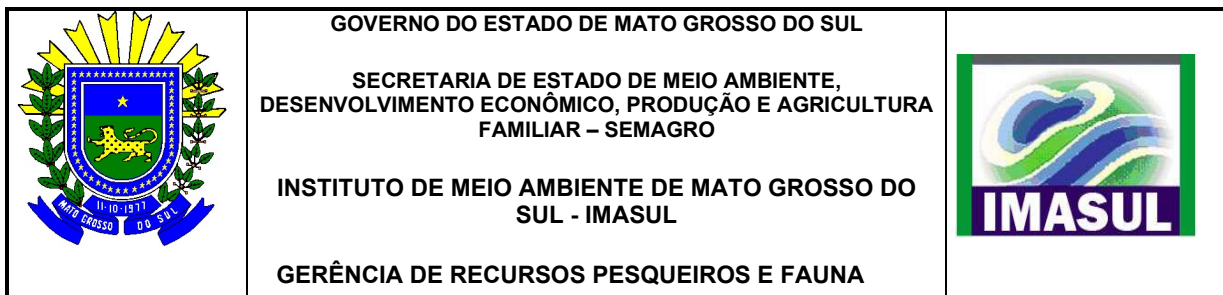 GOVERNO DO ESTADO DE MATO GROSSO DO SUL
SECRETARIA DE ESTADO DE MEIO AMBIENTE,
DESENVOLVIMENTO ECONÔMICO, PRODUÇÃO E AGRICULTURA
FAMILIAR – SEMAGRO
INSTITUTO DE MEIO AMBIENTE DE MATO GROSSO DO
SUL - IMASUL
GERÊNCIA DE RECURSOS PESQUEIROS E FAUNA
11-10-1977
MATO GROSSO DO SUL
IMASUL